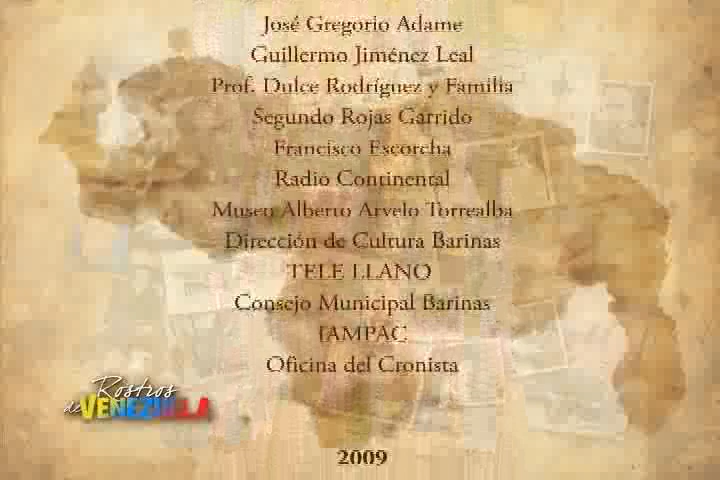 José Gregorio Adame
Guillermo Jiménez Leal
Prof. Dulce Rodríguez y Familia
Segundo Rojas Garrido
Francisco Escorcha
Radio Continental
Museo Alberto Arvelo Torrealba
Dirección de Cultura Barinas
TELE LLANO
Consejo Municipal Barinas
IAMPAC
Oficina del Cronista
Rostros
de VENEZUELA
2009